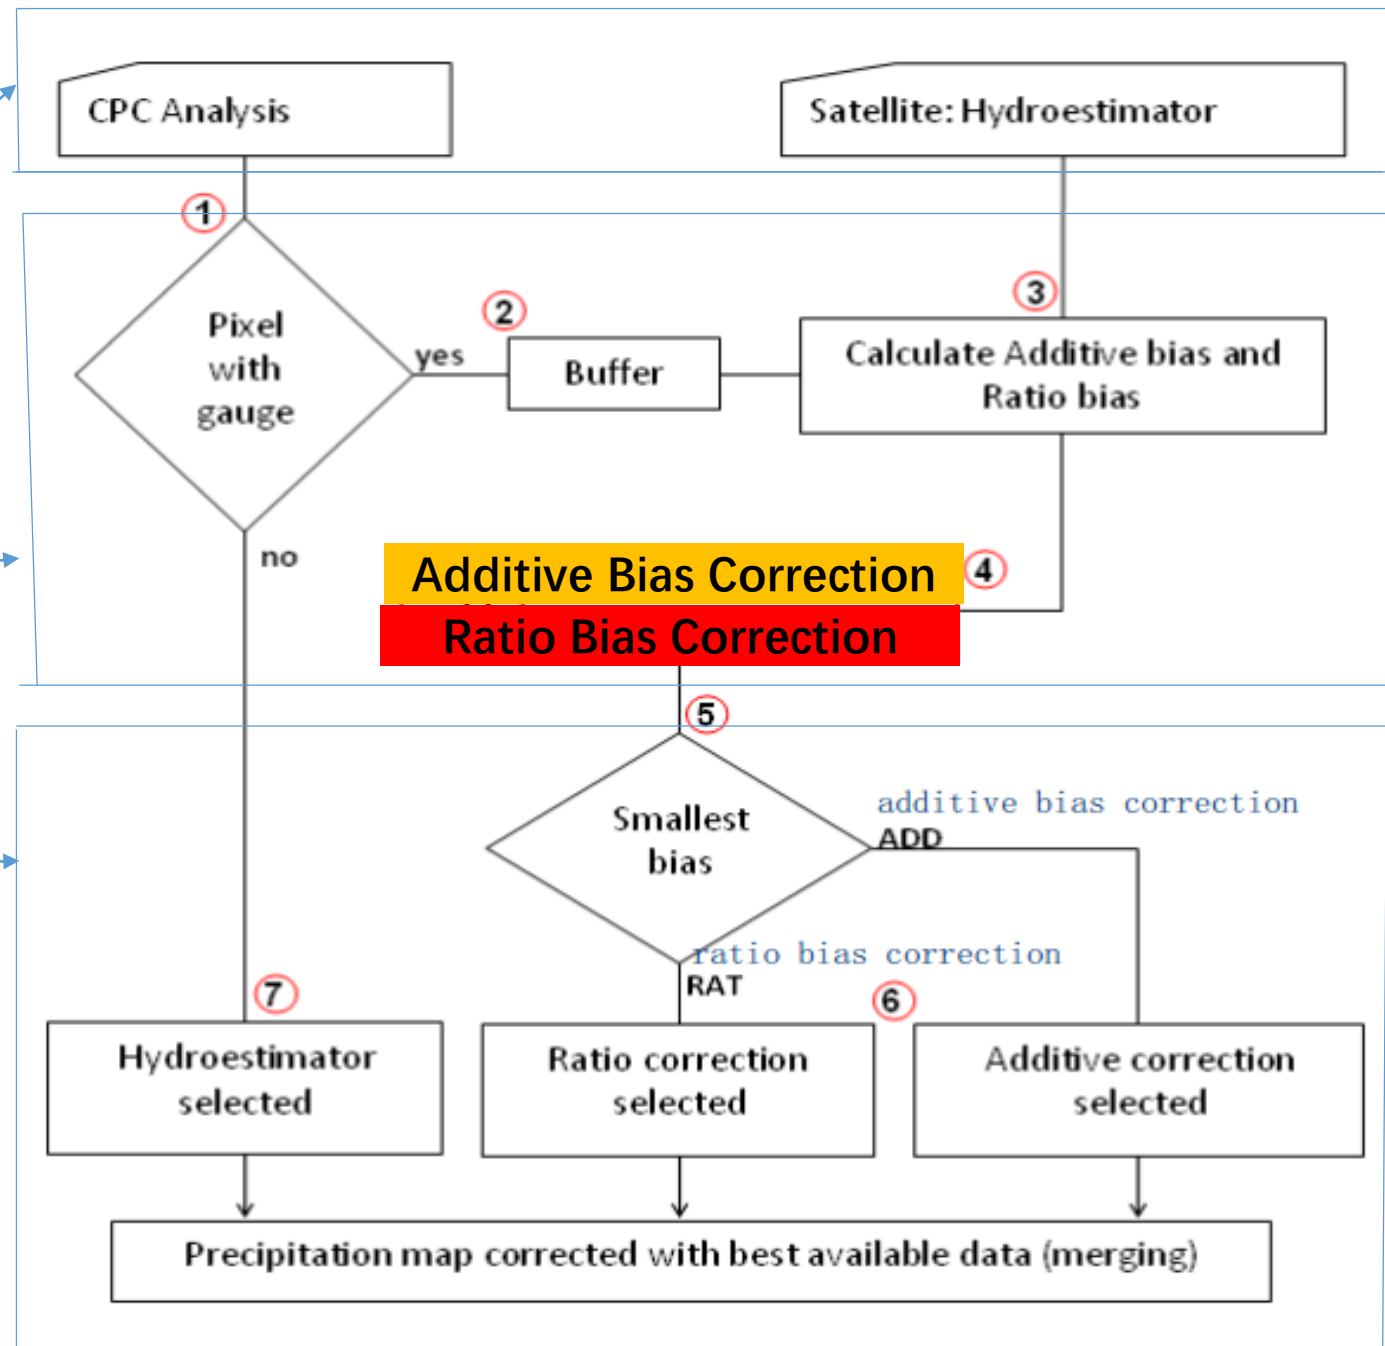 CPC Analysis
Satellite: Hydroestimator
1
Pixel
with
gauge
yes
2
Buffer
3
Calculate Additive bias and
Ratio bias
no
Additive Bias Correction
4
Ratio Bias Correction
5
Smallest
bias
additive bias correction
ADD
ratio bias correction
RAT
6
7
Hydroestimator
selected
Ratio correction
selected
Additive correction
selected
Precipitation map corrected with best available data (merging)